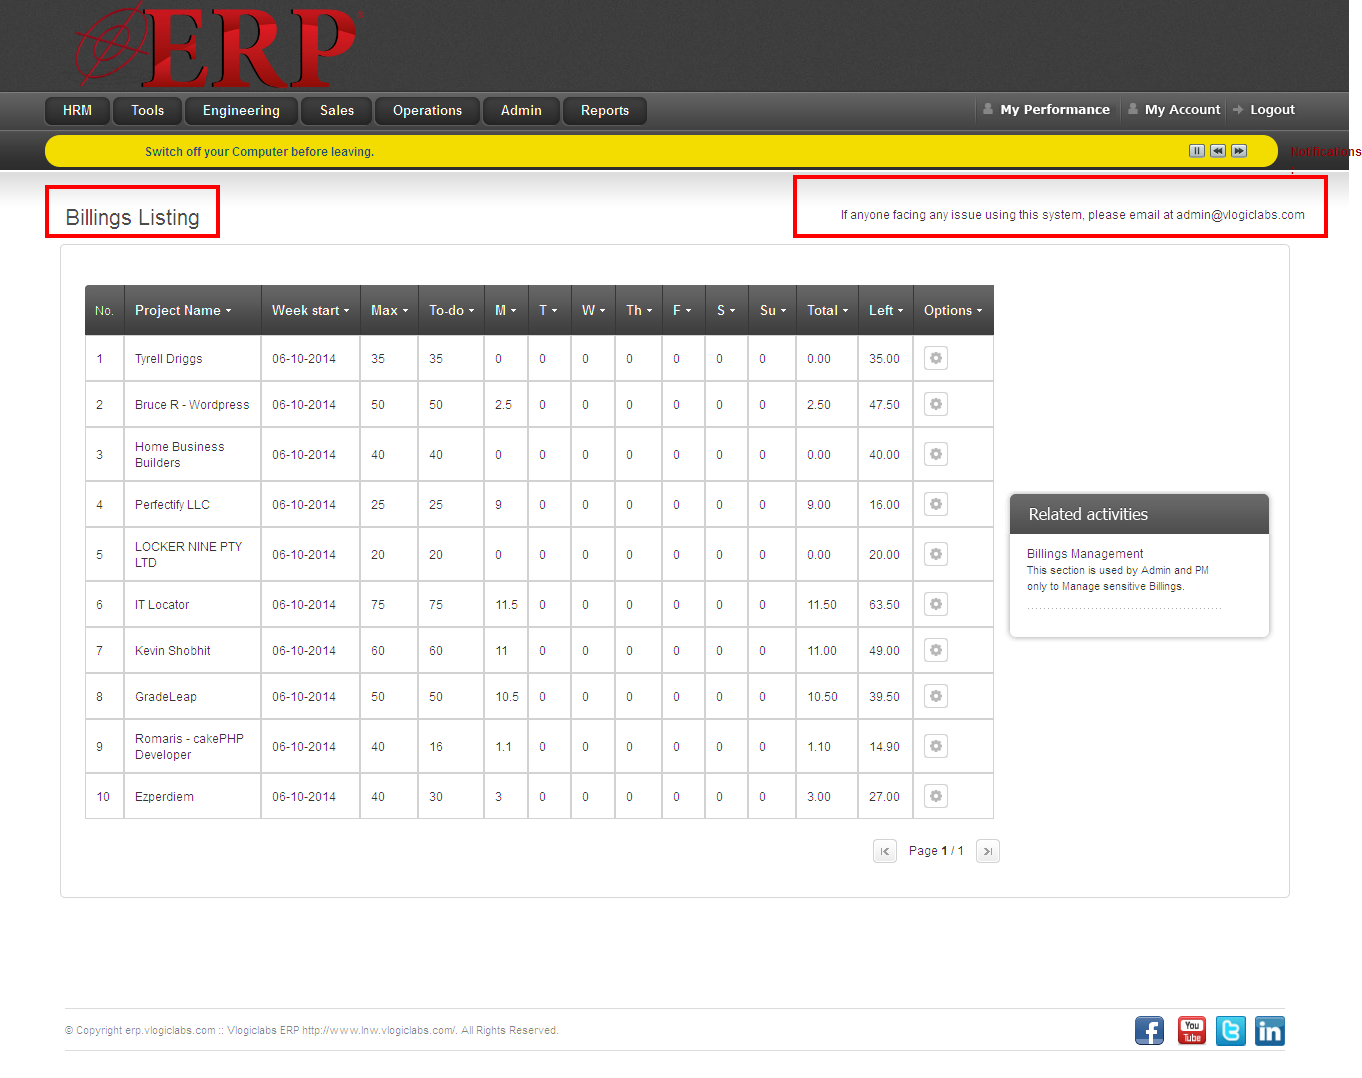 ERP
HRM Tools Engineering Sales Operations Admin Reports My Performance My Account Logout
Switch off your Computer before leaving.
Notifications
Billings Listing
If anyone facing any issue using this system, please email at admin@vlogiclabs.com
No. Project Name Week start Max To-do M T W Th F S Su Total Left Options
1 Tyrell Driggs 06-10-2014 35 35 0 0 0 0 0 0 0 0.00 35.00
2 Bruce R - Wordpress 06-10-2014 50 50 2.5 0 0 0 0 0 0 2.50 47.50
3 Home Business
Builders 06-10-2014 40 40 0 0 0 0 0 0 0 0.00 40.00
4 Perfectify LLC 06-10-2014 25 25 9 0 0 0 0 0 0 9.00 16.00
5 LOCKER NINE PTY
LTD 06-10-2014 20 20 0 0 0 0 0 0 0 0.00 20.00
6 IT Locator 06-10-2014 75 75 11.5 0 0 0 0 0 0 11.50 63.50
7 Kevin Shobhit 06-10-2014 60 60 11 0 0 0 0 0 0 11.00 49.00
8 GradeLeap 06-10-2014 50 50 10.5 0 0 0 0 0 0 10.50 39.50
9 Romaris - cakePHP
Developer 06-10-2014 40 16 1.1 0 0 0 0 0 0 1.10 14.90
10 Ezperdiem 06-10-2014 40 30 3 0 0 0 0 0 0 3.00 27.00
Page 1 / 1
Related activities
Billings Management
This section is used by Admin and PM
only to Manage sensitive Billings.
© Copyright erp.vlogiclabs.com :: Vlogiclabs ERP http://www.lnw.vlogiclabs.com/. All Rights Reserved.
f You Tube t in